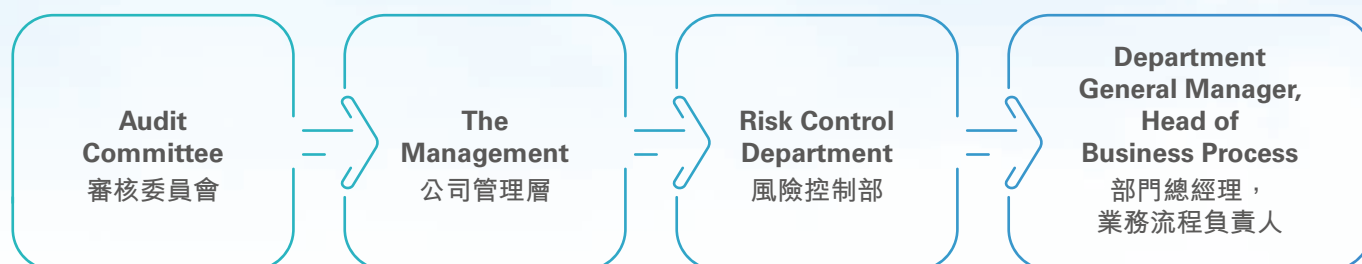 Audit
Committee
審核委員會
The
Management
公司管理層
Risk Control
Department
風險控制部
Department
General Manager,
Head of
Business Process
部門總經理，
業務流程負責人